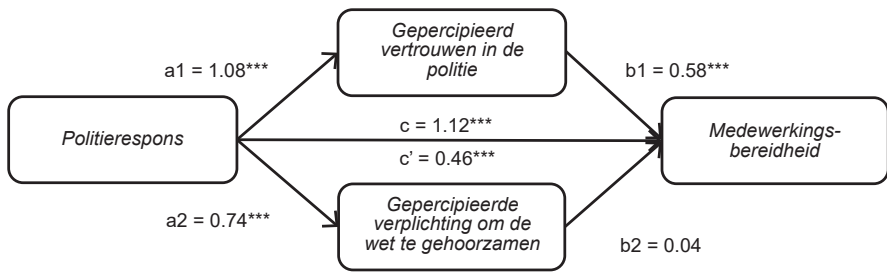 Gepercipieerd
vertrouwen in de
politie
a1 = 1.08***
b1 = 0.58***
Politierespons
c = 1.12***
c' = 0.46***
Medewerkings-
bereidheid
a2 = 0.74***
Gepercipieerde
verplichting om de
wet te gehoorzamen
b2 = 0.04